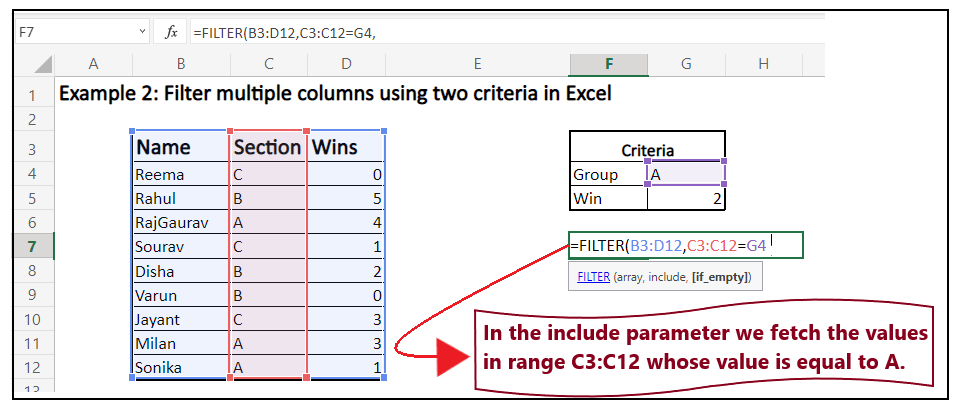 F7 fx =FILTER(B3:D12,C3:C12=G4,
A B C D E F G H
1 Example 2: Filter multiple columns using two criteria in Excel
2
3 Name Section Wins Criteria
4 Reema C 0 Group A
5 Rahul B 5 Win 2
6 RajGaurav A 4
7 Sourav C 1 =FILTER(B3:D12,C3:C12=G4
8 Disha B 2 FILTER (array, include, [if_empty])
9 Varun B 0
10 Jayant C 3 In the include parameter we fetch the values
11 Milan A 3 in range C3:C12 whose value is equal to A.
12 Sonika A 1
13